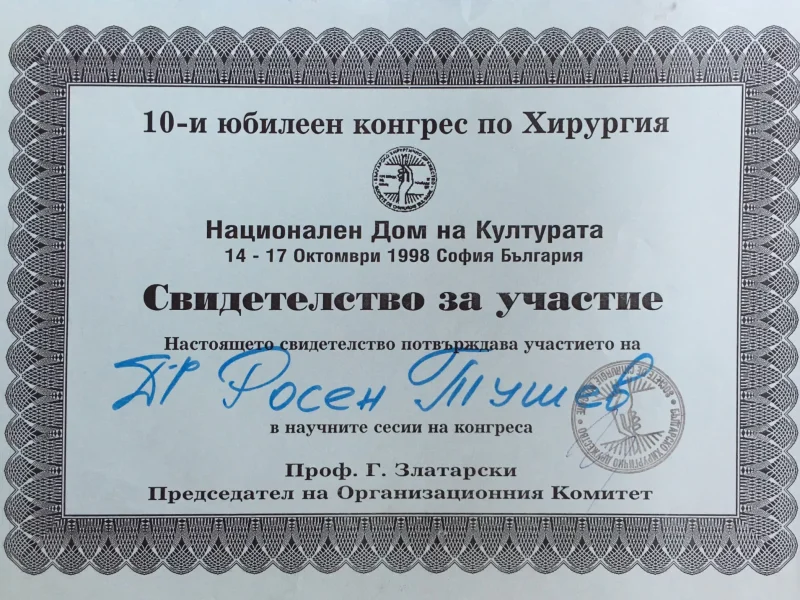 10-и юбилеен конгрес по Хирургия
Национален Дом на Културата
14 - 17 Октомври 1998 София България
Свидетелство за участие
Настоящето свидетелство потвърждава участието на
Д-р Росен Тушев
в научните сесии на конгреса
Проф. Г. Златарски
Председател на Организационния Комитет